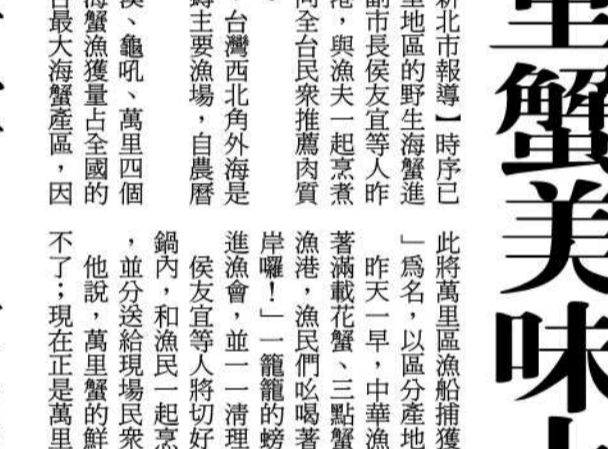 里蟹美味
新北市報導】時序已
里地區的野生海蟹進
副市長侯友宜等人昨
港,與漁夫一起烹煮
向全台民眾推薦肉質
。
台灣西北角外海是
蟳主要漁場,自農曆
溪、龜吼、萬里四個
海蟹漁獲量占全國的
台最大海蟹產區,因
此將萬里區漁船捕獲
」為名,以區分產地
昨天一早,中華漁
著滿載花蟹、三點蟹
漁港,漁民們吆喝著
岸囉!」一籠籠的螃
進漁會,並一一清理
侯友宜等人將切好
鍋內,和漁民一起烹
,並分送給現場民眾
他說,萬里蟹的鮮
不了;現在正是萬里